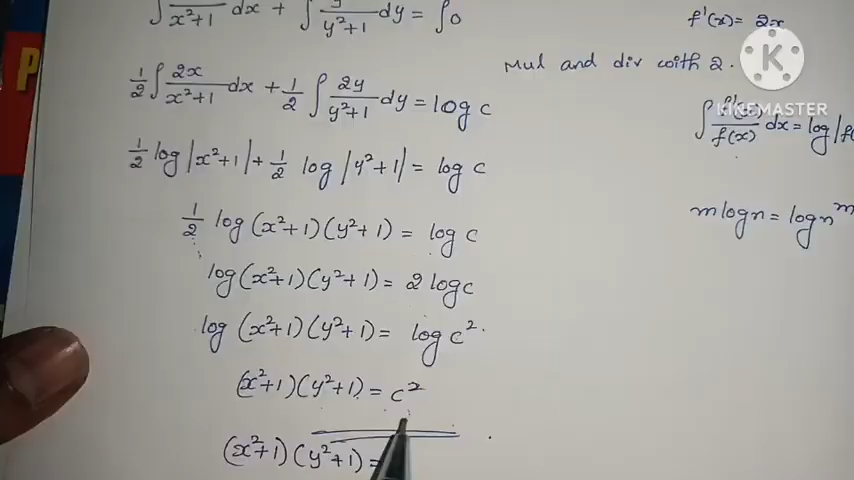 ∫ x²+1 dx + ∫ y/y²+1 dy = ∫0
f'(x) = 2x
Mul and div with 2.
1/2 ∫ 2x/x²+1 dx + 1/2 ∫ 2y/y²+1 dy = log c
KINEMASTER
∫ f'(x)/f(x) dx = log|f(
1/2 log|x²+1| + 1/2 log|y²+1| = log c
m log n = log nᵐ
1/2 log (x²+1)(y²+1) = log c
log (x²+1)(y²+1) = 2 log c
log (x²+1)(y²+1) = log c².
(x²+1)(y²+1) = c²
(x²+1)(y²+1) =